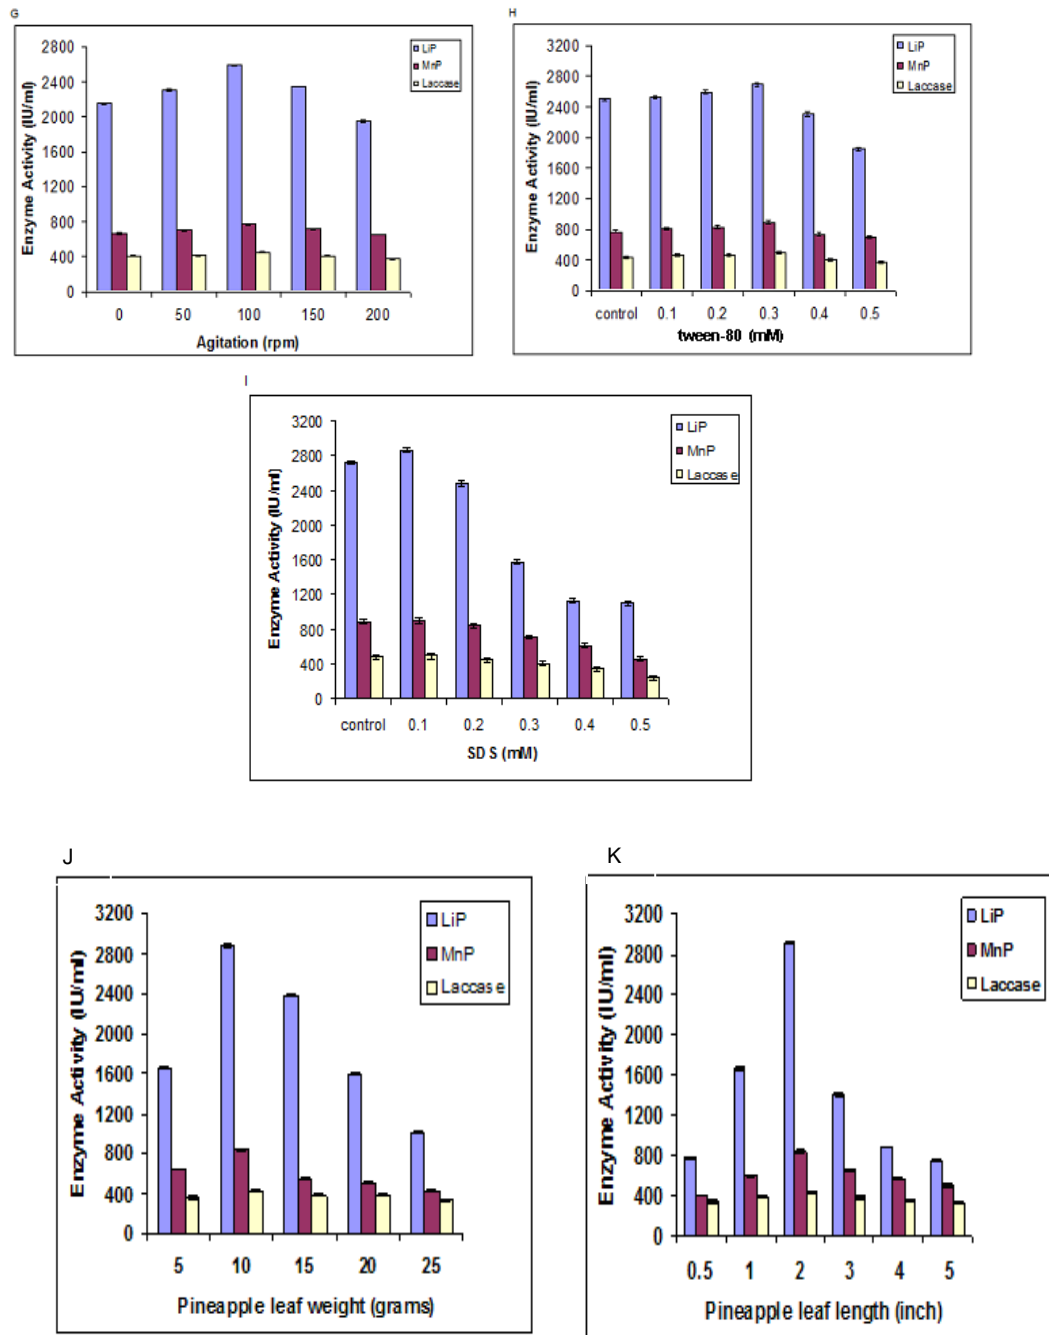 G
2800
2400
2000
1600
1200
800
400
0
Enzyme Activity (IU/ml)
LiP
MnP
Laccase
0 50 100 150 200
Agitation (rpm)
H
3200
2800
2400
2000
1600
1200
800
400
0
Enzyme Activity (IU/ml)
LiP
MnP
Laccase
control 0.1 0.2 0.3 0.4 0.5
tween-80 (mM)
I
3200
2800
2400
2000
1600
1200
800
400
0
Enzyme Activity (IU/ml)
LiP
MnP
Laccase
control 0.1 0.2 0.3 0.4 0.5
SDS (mM)
J
3200
2800
2400
2000
1600
1200
800
400
0
Enzyme Activity (IU/ml)
LiP
MnP
Laccase
5 10 15 20 25
Pineapple leaf weight (grams)
K
3200
2800
2400
2000
1600
1200
800
400
0
Enzyme Activity (IU/ml)
LiP
MnP
Laccase
0.5 1 2 3 4 5
Pineapple leaf length (inch)